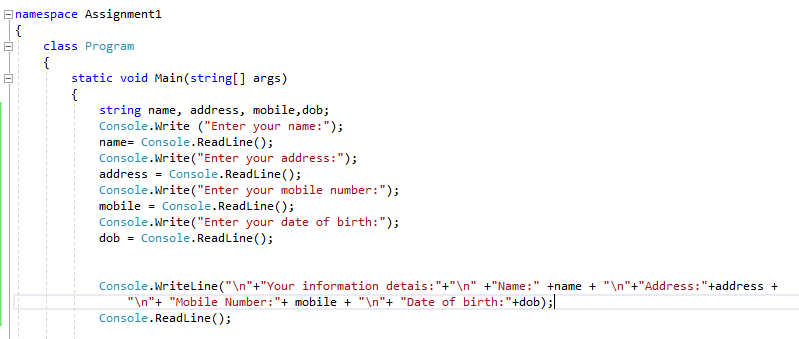 namespace Assignment1
{
class Program
{
static void Main(string[] args)
{
string name, address, mobile,dob;
Console.Write ("Enter your name:");
name= Console.ReadLine();
Console.Write("Enter your address:");
address = Console.ReadLine();
Console.Write("Enter your mobile number:");
mobile = Console.ReadLine();
Console.Write("Enter your date of birth:");
dob = Console.ReadLine();
Console.WriteLine("\n"+"Your information detais:"+"\n" +"Name:" +name + "\n"+"Address:"+address +
"\n"+ "Mobile Number:"+ mobile + "\n"+ "Date of birth:"+dob);
Console.ReadLine();